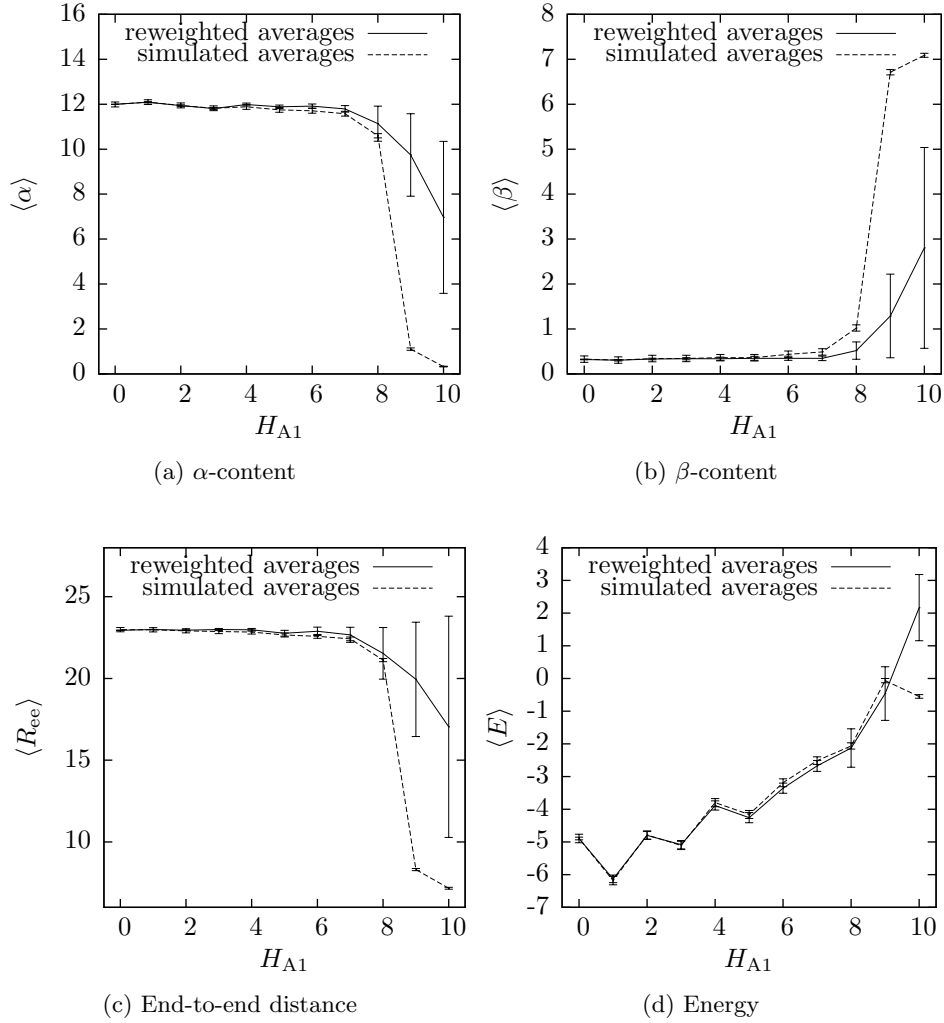 16
14
12
10
8
6
4
2
0
⟨α⟩
reweighted averages
simulated averages
0 2 4 6 8 10
H_A1
(a) α-content
8
7
6
5
4
3
2
1
0
⟨β⟩
reweighted averages
simulated averages
0 2 4 6 8 10
H_A1
(b) β-content
25
20
15
10
⟨R_ee⟩
reweighted averages
simulated averages
0 2 4 6 8 10
H_A1
(c) End-to-end distance
4
3
2
1
0
-1
-2
-3
-4
-5
-6
-7
⟨E⟩
reweighted averages
simulated averages
0 2 4 6 8 10
H_A1
(d) Energy